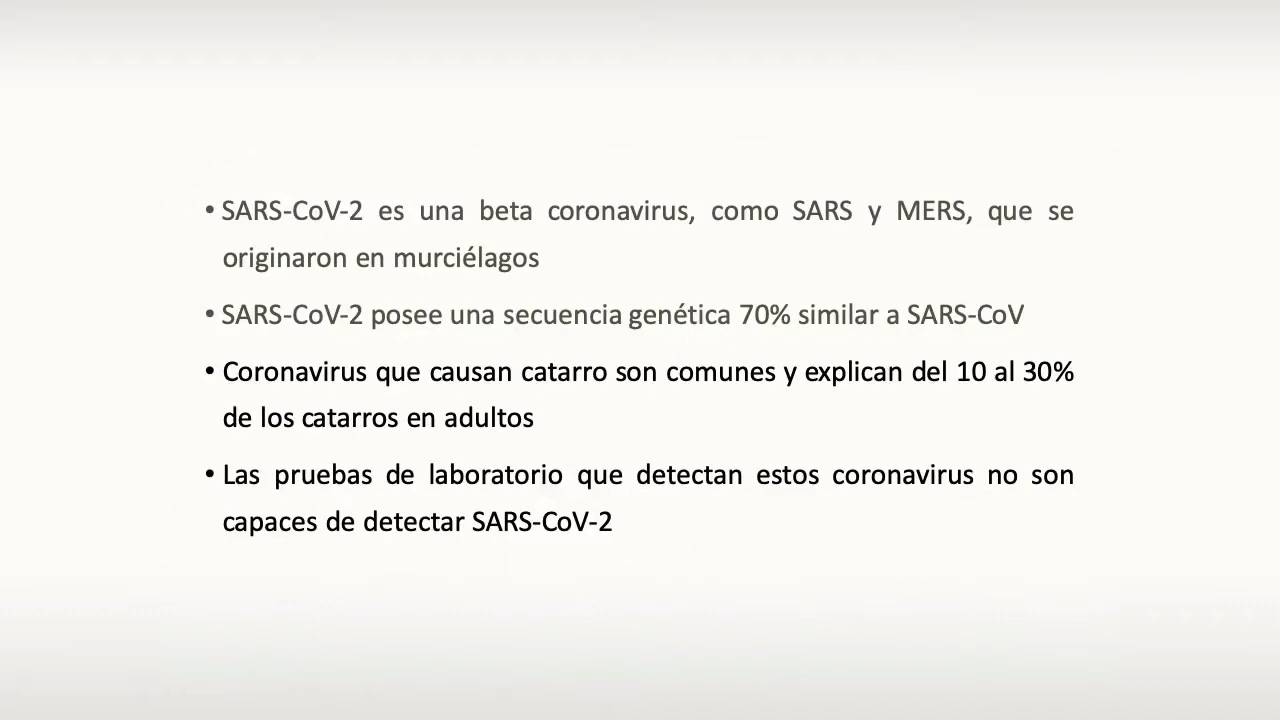 • SARS-CoV-2 es una beta coronavirus, como SARS y MERS, que se
originaron en murciélagos
• SARS-CoV-2 posee una secuencia genética 70% similar a SARS-CoV
• Coronavirus que causan catarro son comunes y explican del 10 al 30%
de los catarros en adultos
• Las pruebas de laboratorio que detectan estos coronavirus no son
capaces de detectar SARS-CoV-2